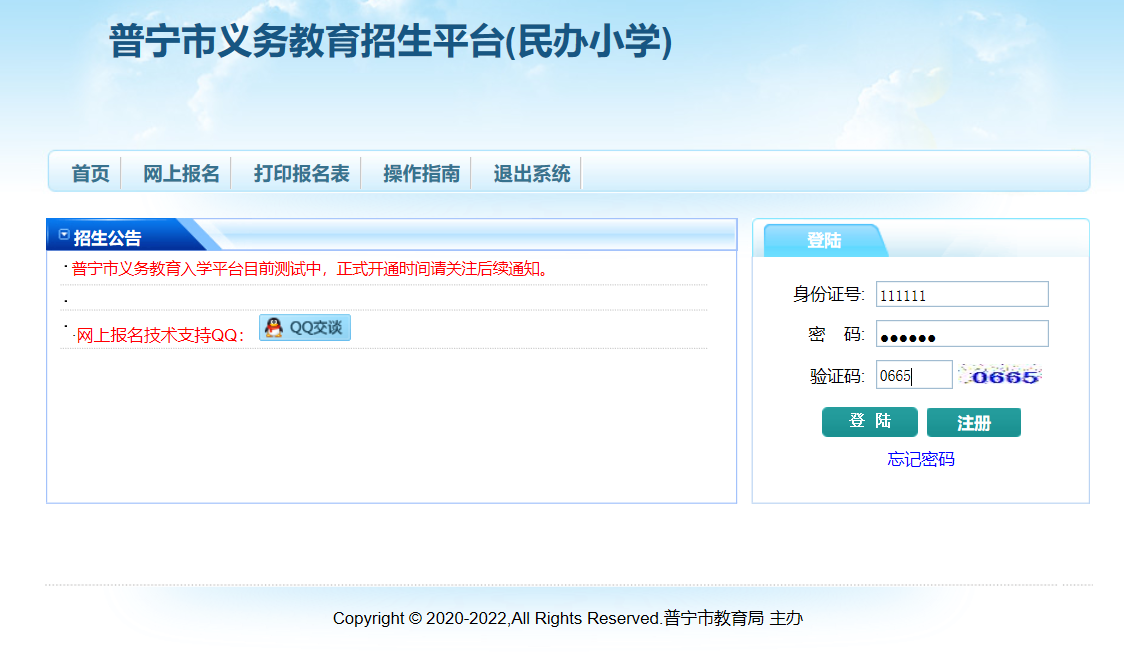 普宁市义务教育招生平台(民办小学)
首页 网上报名 打印报名表 操作指南 退出系统
招生公告
·普宁市义务教育入学平台目前测试中，正式开通时间请关注后续通知。
·
·
·网上报名技术支持QQ： QQ交谈
登陆
身份证号: 111111
密 码: ●●●●●●
验证码: 0665 0665
登 陆 注册
忘记密码
Copyright © 2020-2022,All Rights Reserved.普宁市教育局 主办